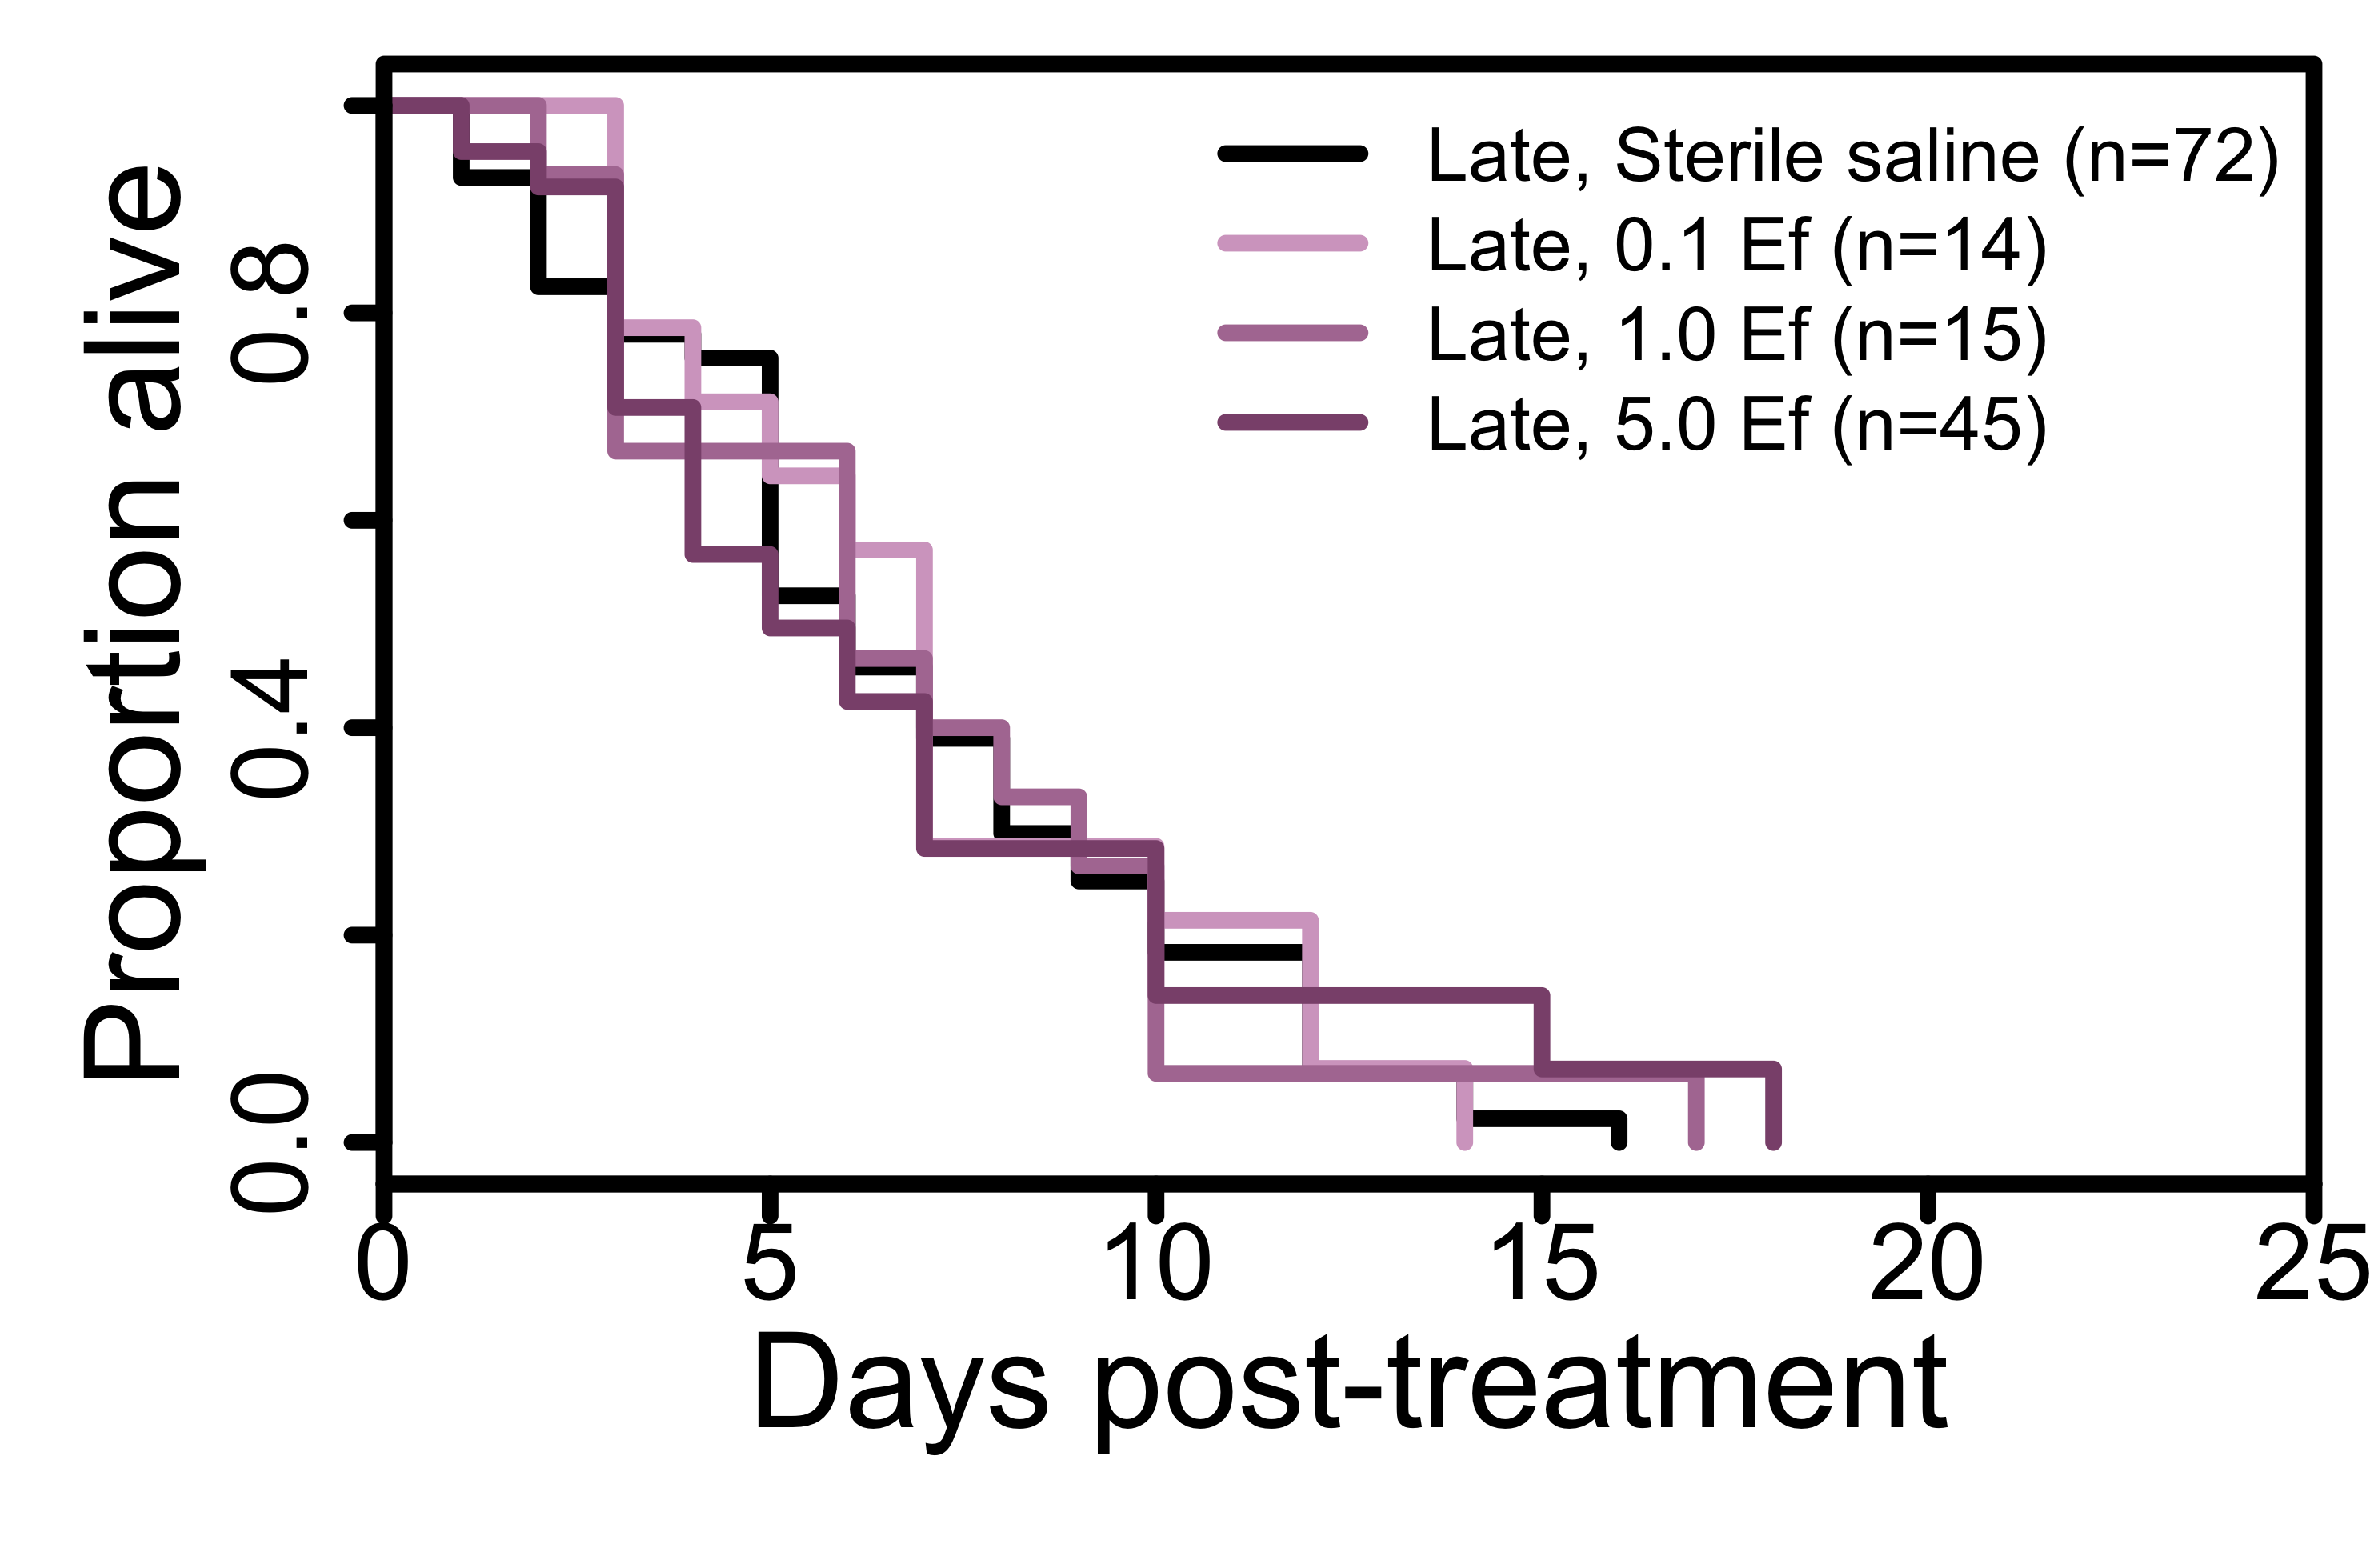 Proportion alive
0.8
0.4
0.0
Late, Sterile saline (n=72)
Late, 0.1 Ef (n=14)
Late, 1.0 Ef (n=15)
Late, 5.0 Ef (n=45)
0 5 10 15 20 25
Days post-treatment